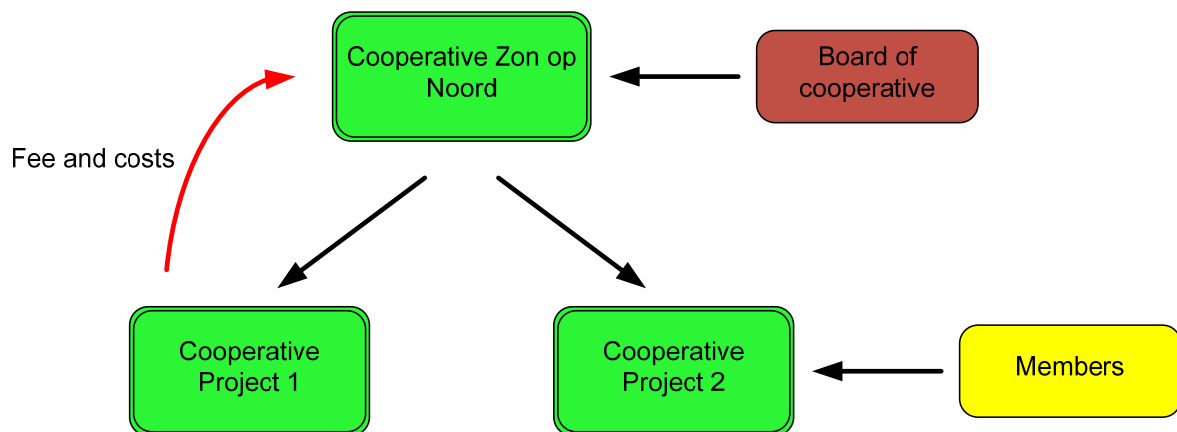 Cooperative Zon op
Noord
Board of
cooperative
Fee and costs
Cooperative
Project 1
Cooperative
Project 2
Members